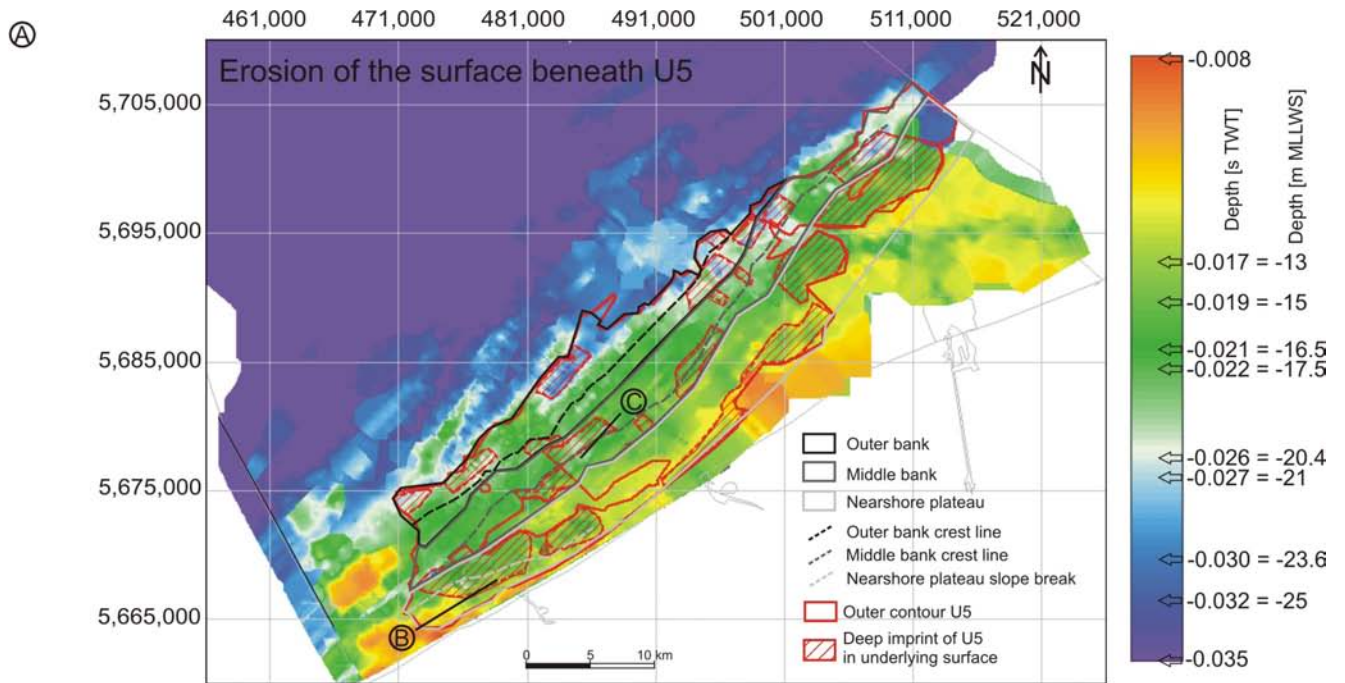 A
461,000 471,000 481,000 491,000 501,000 511,000 521,000
Erosion of the surface beneath U5
N
5,705,000
5,695,000
5,685,000
5,675,000
5,665,000
C
B
Outer bank
Middle bank
Nearshore plateau
Outer bank crest line
Middle bank crest line
Nearshore plateau slope break
Outer contour U5
Deep imprint of U5
in underlying surface
0 5 10 km
Depth [s TWT]
Depth [m MLLWS]
-0.008
-0.017 = -13
-0.019 = -15
-0.021 = -16.5
-0.022 = -17.5
-0.026 = -20.4
-0.027 = -21
-0.030 = -23.6
-0.032 = -25
-0.035